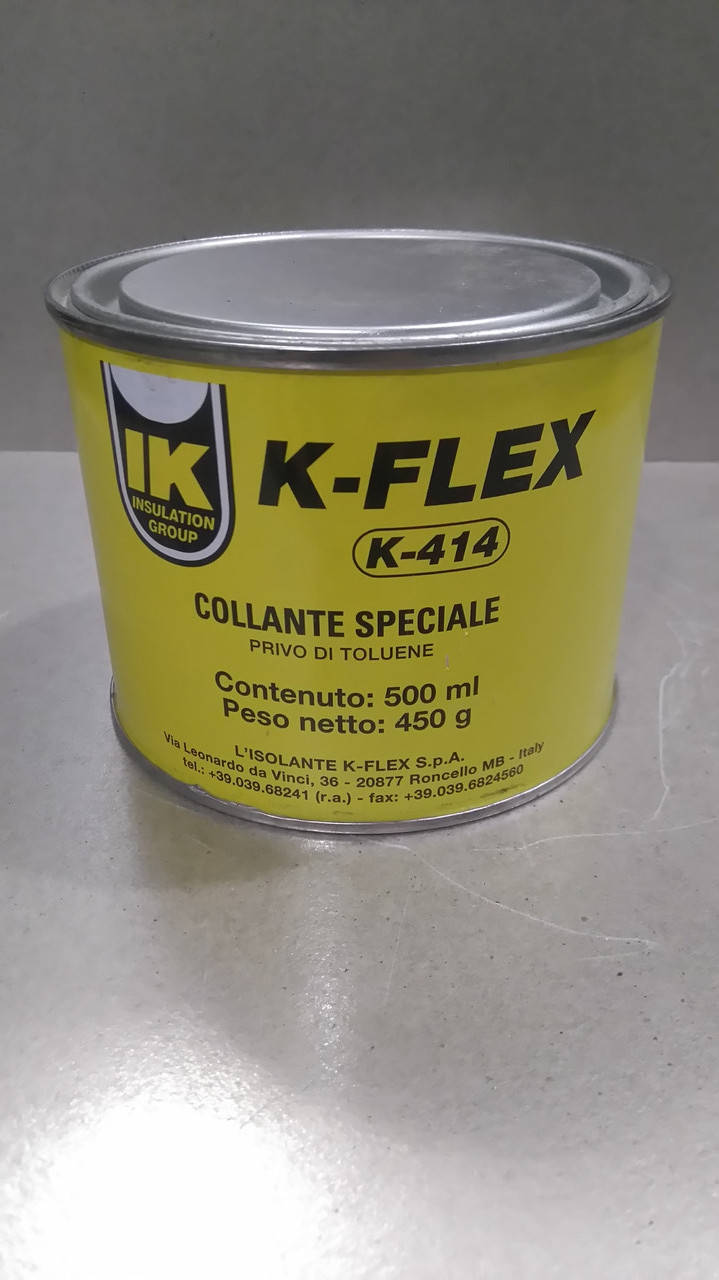 IK
INSULATION
GROUP
K-FLEX
K-414
COLLANTE SPECIALE
PRIVO DI TOLUENE
Contenuto: 500 ml
Peso netto: 450 g
L'ISOLANTE K-FLEX S.p.A.
Via Leonardo da Vinci, 36 - 20877 Roncello MB - Italy
tel.: +39.039.68241 (r.a.) - fax: +39.039.6824560